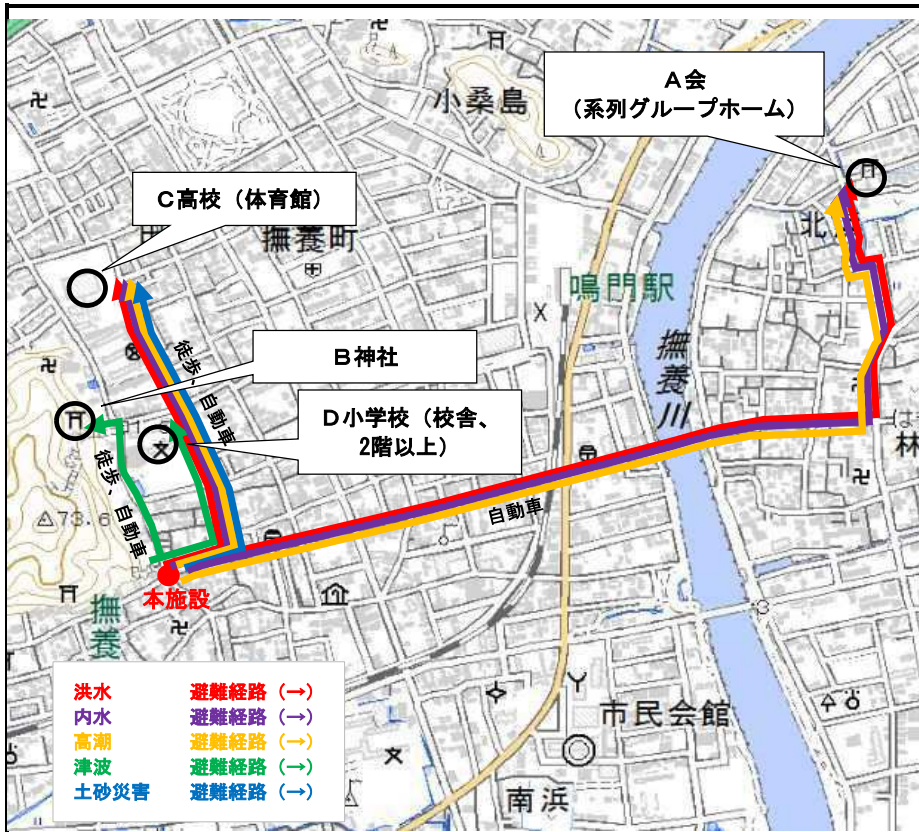 A会
(系列グループホーム)
小桑島
C高校(体育館)
撫養町
鳴門駅
撫養川
B神社
D小学校(校舎、
2階以上)
徒歩、自動車
徒歩、自動車
自動車
73.6
林
本施設
撫養
洪水 避難経路(→)
内水 避難経路(→)
高潮 避難経路(→)
津波 避難経路(→)
土砂災害 避難経路(→)
市民会館
南浜